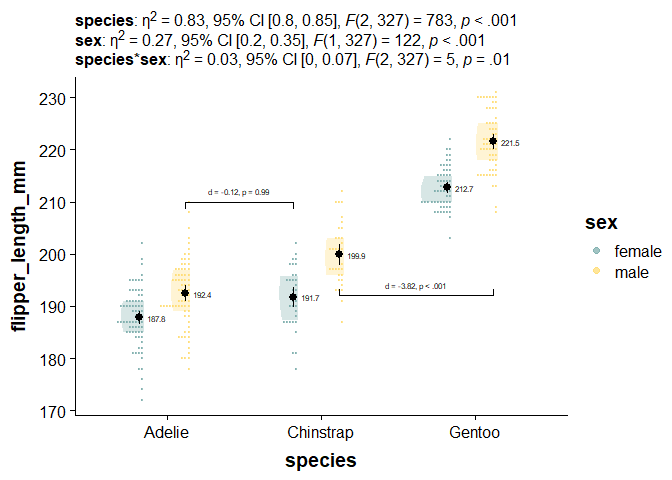 species: η² = 0.83, 95% CI [0.8, 0.85], F(2, 327) = 783, p < .001
sex: η² = 0.27, 95% CI [0.2, 0.35], F(1, 327) = 122, p < .001
species*sex: η² = 0.03, 95% CI [0, 0.07], F(2, 327) = 5, p = .01
230
220
210
200
190
180
170
flipper_length_mm
187.8
192.4
d = -0.12, p = 0.99
191.7
199.9
d = -3.82, p < .001
212.7
221.5
Adelie
Chinstrap
Gentoo
species
sex
female
male